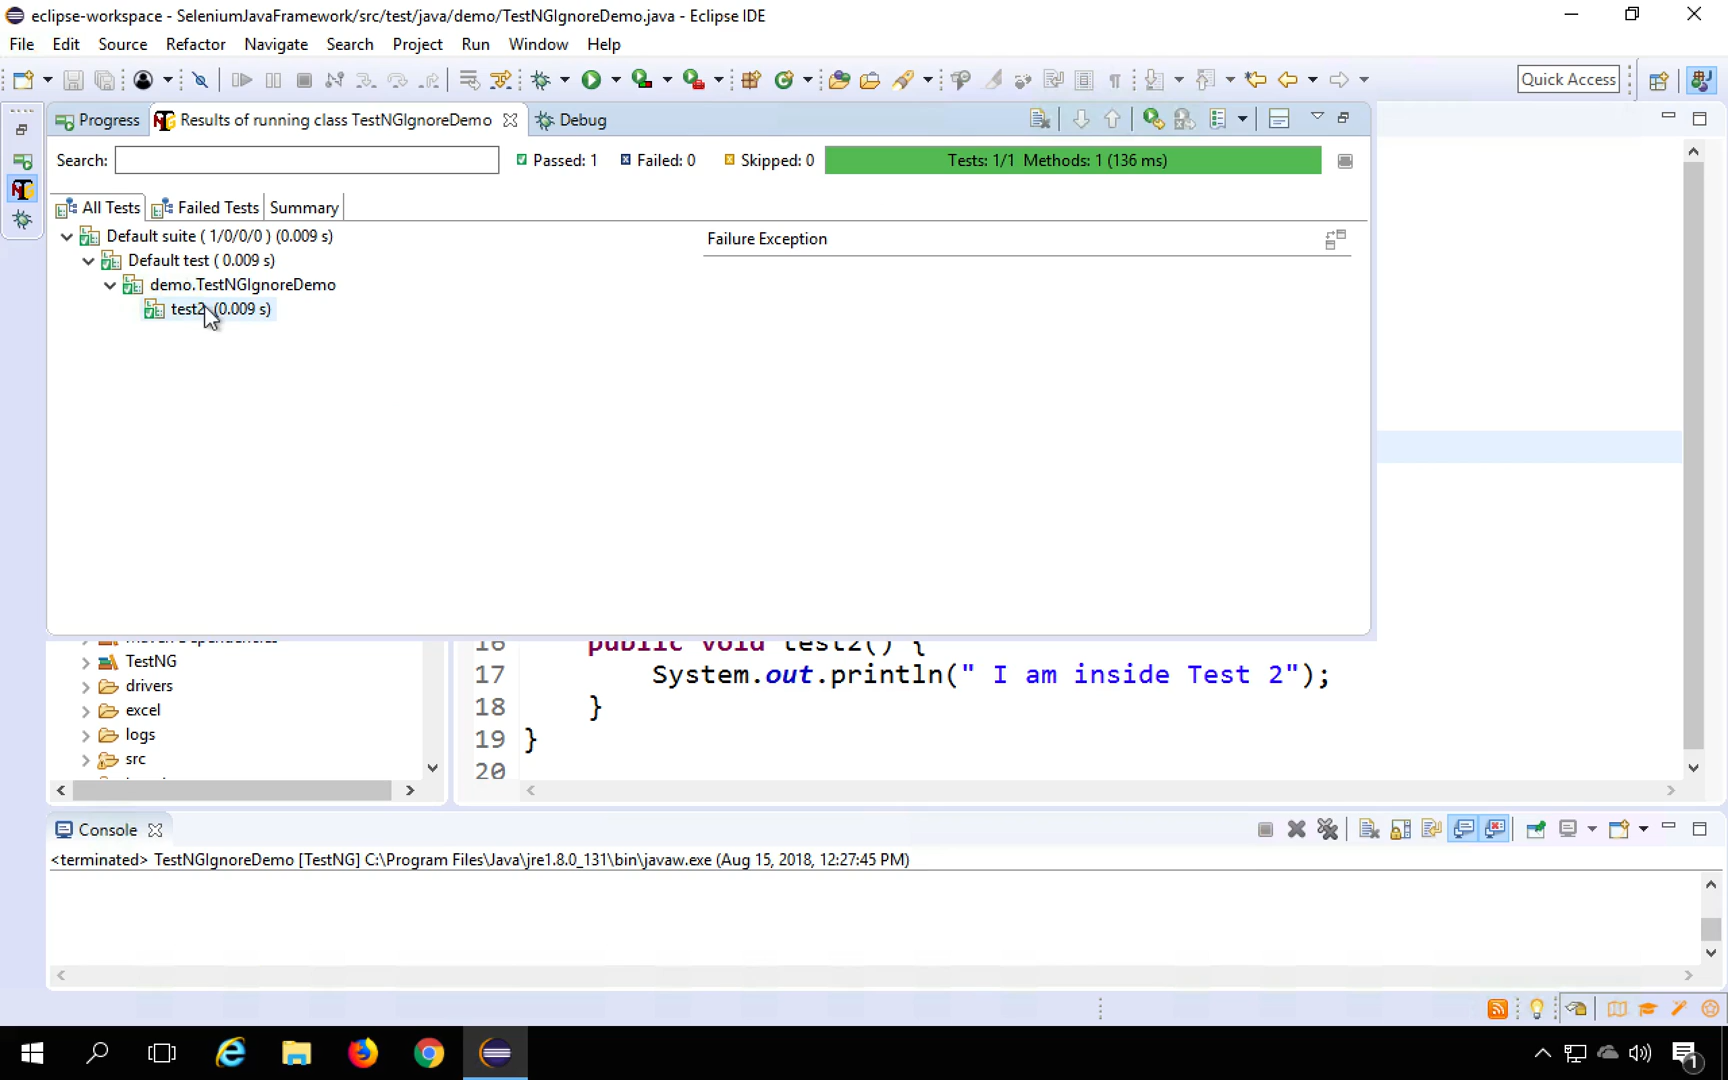 eclipse-workspace - SeleniumJavaFramework/src/test/java/demo/TestNGIgnoreDemo.java - Eclipse IDE
File Edit Source Refactor Navigate Search Project Run Window Help
Quick Access
Progress Results of running class TestNGIgnoreDemo Debug
Search: Passed: 1 Failed: 0 Skipped: 0 Tests: 1/1 Methods: 1 (136 ms)
All Tests Failed Tests Summary
Default suite ( 1/0/0/0 ) (0.009 s)
Failure Exception
Default test ( 0.009 s)
demo.TestNGIgnoreDemo
test2 (0.009 s)
16 public void test2() {
TestNG
17 System.out.println(" I am inside Test 2");
drivers
excel
18 }
logs
19 }
src
20
Console
<terminated> TestNGIgnoreDemo [TestNG] C:\Program Files\Java\jre1.8.0_131\bin\javaw.exe (Aug 15, 2018, 12:27:45 PM)
1